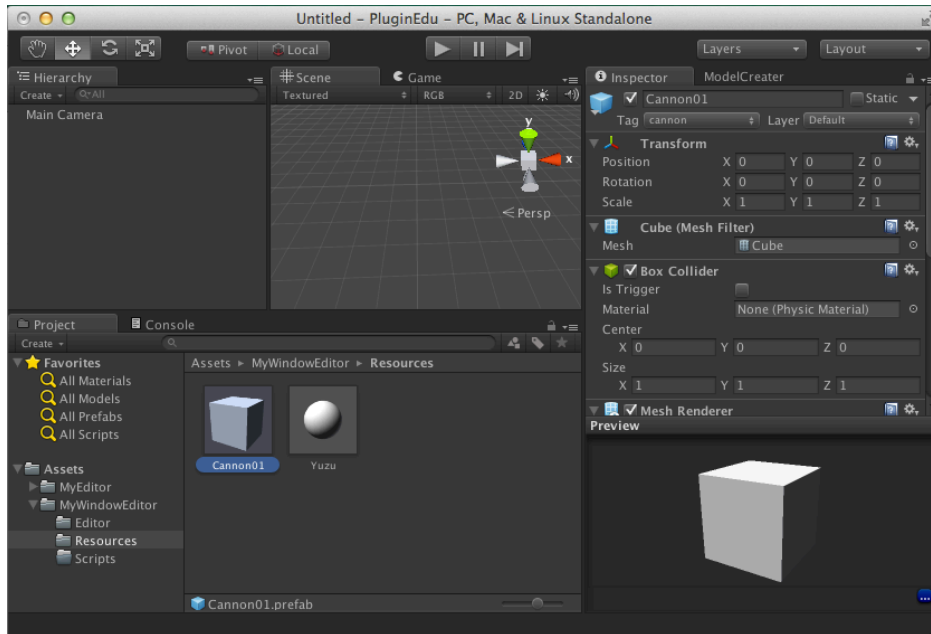 Untitled – PluginEdu – PC, Mac & Linux Standalone
Pivot Local Layers Layout
Hierarchy
Create All
Main Camera
Scene Game
Textured RGB 2D
y
x
Persp
Inspector ModelCreater
Cannon01 Static
Tag cannon Layer Default
Transform
Position X 0 Y 0 Z 0
Rotation X 0 Y 0 Z 0
Scale X 1 Y 1 Z 1
Cube (Mesh Filter)
Mesh Cube
Box Collider
Is Trigger
Material None (Physic Material)
Center
X 0 Y 0 Z 0
Size
X 1 Y 1 Z 1
Mesh Renderer
Preview
Project Console
Create
Favorites
All Materials
All Models
All Prefabs
All Scripts
Assets
MyEditor
MyWindowEditor
Editor
Resources
Scripts
Assets MyWindowEditor Resources
Cannon01 Yuzu
Cannon01.prefab